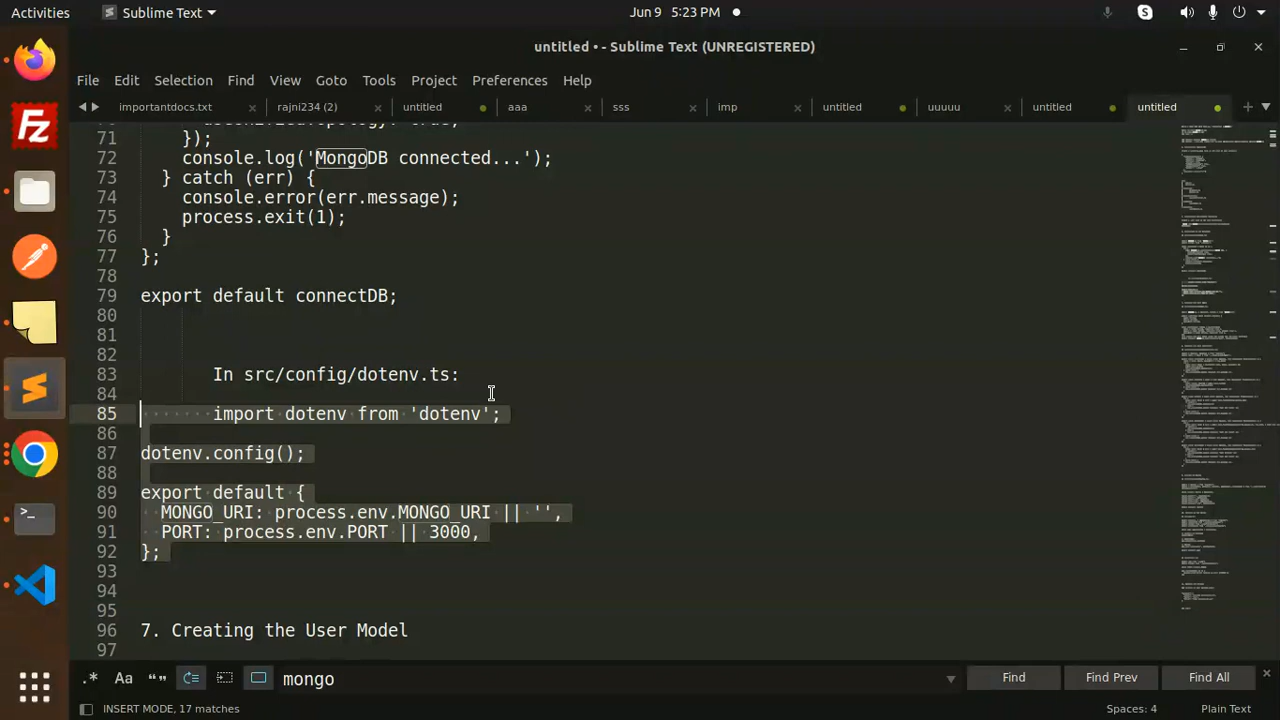 Activities
Sublime Text
Jun 9 5:23 PM
untitled • - Sublime Text (UNREGISTERED)
File Edit Selection Find View Goto Tools Project Preferences Help
importantdocs.txt rajni234 (2) untitled aaa sss imp untitled uuuuu untitled untitled
71 });
72 console.log('MongoDB connected...');
73 } catch (err) {
74 console.error(err.message);
75 process.exit(1);
76 }
77 };
78
79 export default connectDB;
80
81
82
83 In src/config/dotenv.ts:
84
85 import dotenv from 'dotenv';
86
87 dotenv.config();
88
89 export default {
90 MONGO_URI: process.env.MONGO_URI || '',
91 PORT: process.env.PORT || 3000,
92 };
93
94
95
96 7. Creating the User Model
97
.* Aa mongo Find Find Prev Find All
INSERT MODE, 17 matches Spaces: 4 Plain Text